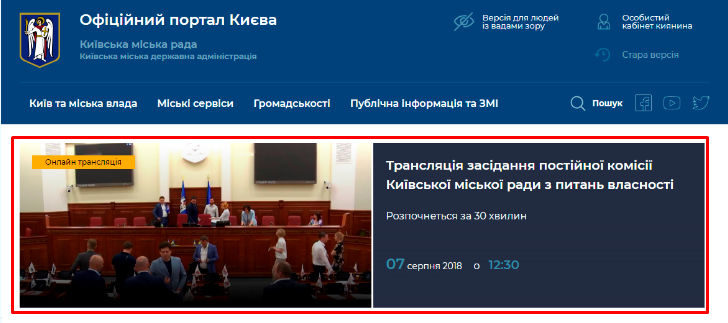 Офіційний портал Києва
Київська міська рада
Київська міська державна адміністрація
Версія для людей
із вадами зору
Особистий
кабінет киянина
Стара версія
Київ та міська влада
Міські сервіси
Громадськості
Публічна інформація та ЗМІ
Пошук
Онлайн трансляція
Трансляція засідання постійної комісії
Київської міської ради з питань власності
Розпочнеться за 30 хвилин
07 серпня 2018 о 12:30